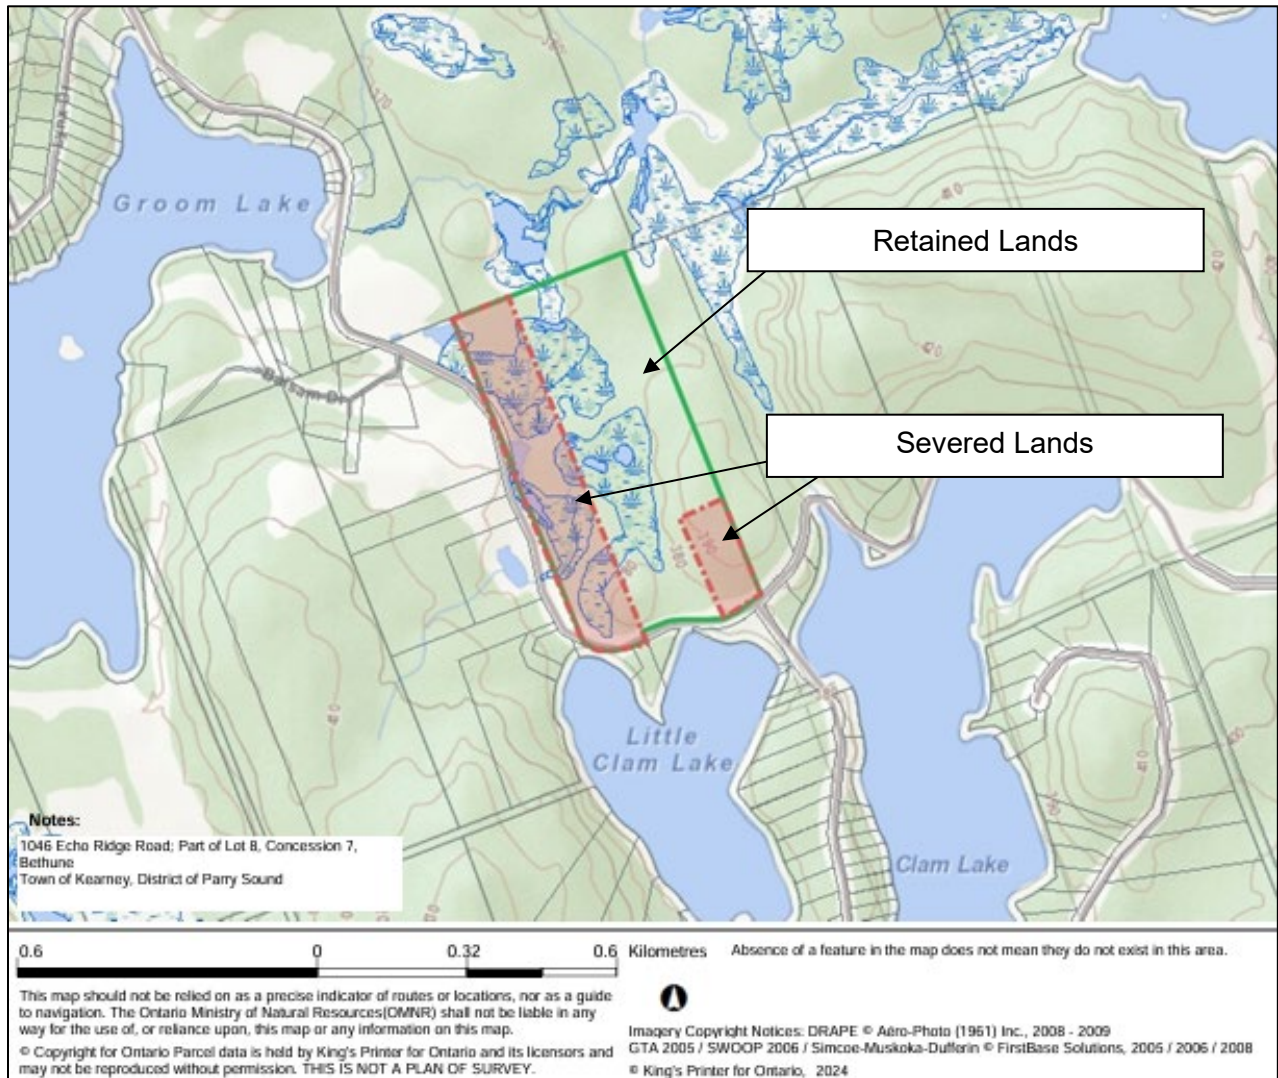 170
Groom Lake
410
420
Retained Lands
Balsam Dr
Severed Lands
190
380
410
410
Little
Clam Lake
Clam Lake
Notes:
1046 Echo Ridge Road; Part of Lot 8, Concession 7,
Bethune
Town of Kearney, District of Parry Sound
0.6 0 0.32 0.6 Kilometres
Absence of a feature in the map does not mean they do not exist in this area.
This map should not be relied on as a precise indicator of routes or locations, nor as a guide
to navigation. The Ontario Ministry of Natural Resources(OMNR) shall not be liable in any
way for the use of, or reliance upon, this map or any information on this map.
© Copyright for Ontario Parcel data is held by King's Printer for Ontario and its licensors and
may not be reproduced without permission. THIS IS NOT A PLAN OF SURVEY.
Imagery Copyright Notices: DRAPE © Aéro-Photo (1961) Inc., 2008 - 2009
GTA 2005 / SWOOP 2006 / Simcoe-Muskoka-Dufferin © FirstBase Solutions, 2005 / 2006 / 2008
© King's Printer for Ontario, 2024